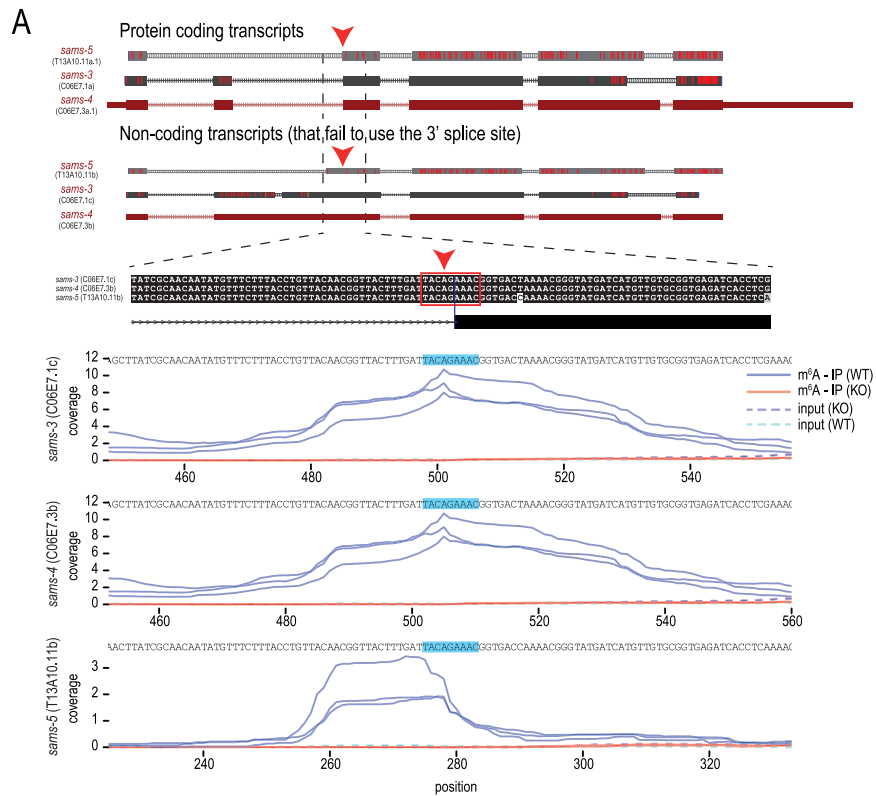 A
Protein coding transcripts
sams-5
(T13A10.11a.1)
sams-3
(C06E7.1a)
sams-4
(C06E7.3a.1)
Non-coding transcripts (that fail to use the 3' splice site)
sams-5
(T13A10.11b)
sams-3
(C06E7.1c)
sams-4
(C06E7.3b)
sams-3 (C06E7.1c) TATCGCAACAATATGTTTCTTTACCTGTTACAACGGTTACTTTGATTACAGAAACGGTGACTAAAACGGGTATGATCATGTTGTGCGGTGAGATCACCTCG
sams-4 (C06E7.3b) TATCGCAACAATATGTTTCTTTACCTGTTACAACGGTTACTTTGATTACAGAAACGGTGACTAAAACGGGTATGATCATGTTGTGCGGTGAGATCACCTCG
sams-5 (T13A10.11b) TATCGCAACAATATGTTTCTTTACCTGTTACAACGGTTACTTTGATTACAGAAACGGTGACCAAAACGGGTATGATCATGTTGTGCGGTGAGATCACCTCA
AGCTTATCGCAACAATATGTTTCTTTACCTGTTACAACGGTTACTTTGATTACAGAAACGGTGACTAAAACGGGTATGATCATGTTGTGCGGTGAGATCACCTCGAAAC
sams-3 (C06E7.1c)
coverage
12
10
8
6
4
2
0
460 480 500 520 540
m⁶A - IP (WT)
m⁶A - IP (KO)
input (KO)
input (WT)
AGCTTATCGCAACAATATGTTTCTTTACCTGTTACAACGGTTACTTTGATTACAGAAACGGTGACTAAAACGGGTATGATCATGTTGTGCGGTGAGATCACCTCGAAAC
sams-4 (C06E7.3b)
coverage
12
10
8
6
4
2
0
460 480 500 520 540 560
AACTTATCGCAACAATATGTTTCTTTACCTGTTACAACGGTTACTTTGATTACAGAAACGGTGACCAAAACGGGTATGATCATGTTGTGCGGTGAGATCACCTCAAAAC
sams-5 (T13A10.11b)
coverage
3
2
1
0
240 260 280 300 320
position